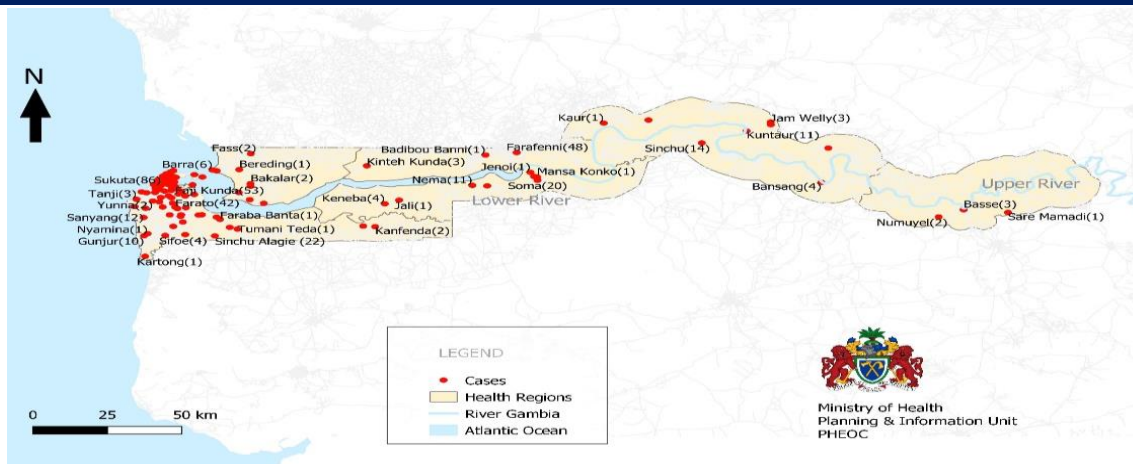 N
Kaur(1)
Jam Welly(3)
Kuntaur(11)
Sinchu(14)
Fass(2)
Badibou Banni(1)
Farafenni(48)
Barra(6)
Bereding(1)
Kinteh Kunda(3)
Jenoi(1)
Mansa Konko(1)
Sukuta(86)
Bakalar(2)
Nema(11)
Soma(20)
Bansang(4)
Upper River
Tanji(3)
Faji Kunda(53)
Keneba(4)
Jali(1)
Lower River
Yunna(2)
Farato(42)
Basse(3)
Sanyang(12)
Faraba Banta(1)
Numuyel(2)
Sare Mamadi(1)
Nyamina(1)
Tumani Teda(1)
Kanfenda(2)
Gunjur(10)
Sifoe(4)
Sinchu Alagie (22)
Kartong(1)
LEGEND
Cases
Health Regions
River Gambia
Atlantic Ocean
0 25 50 km
Ministry of Health
Planning & Information Unit
PHEOC